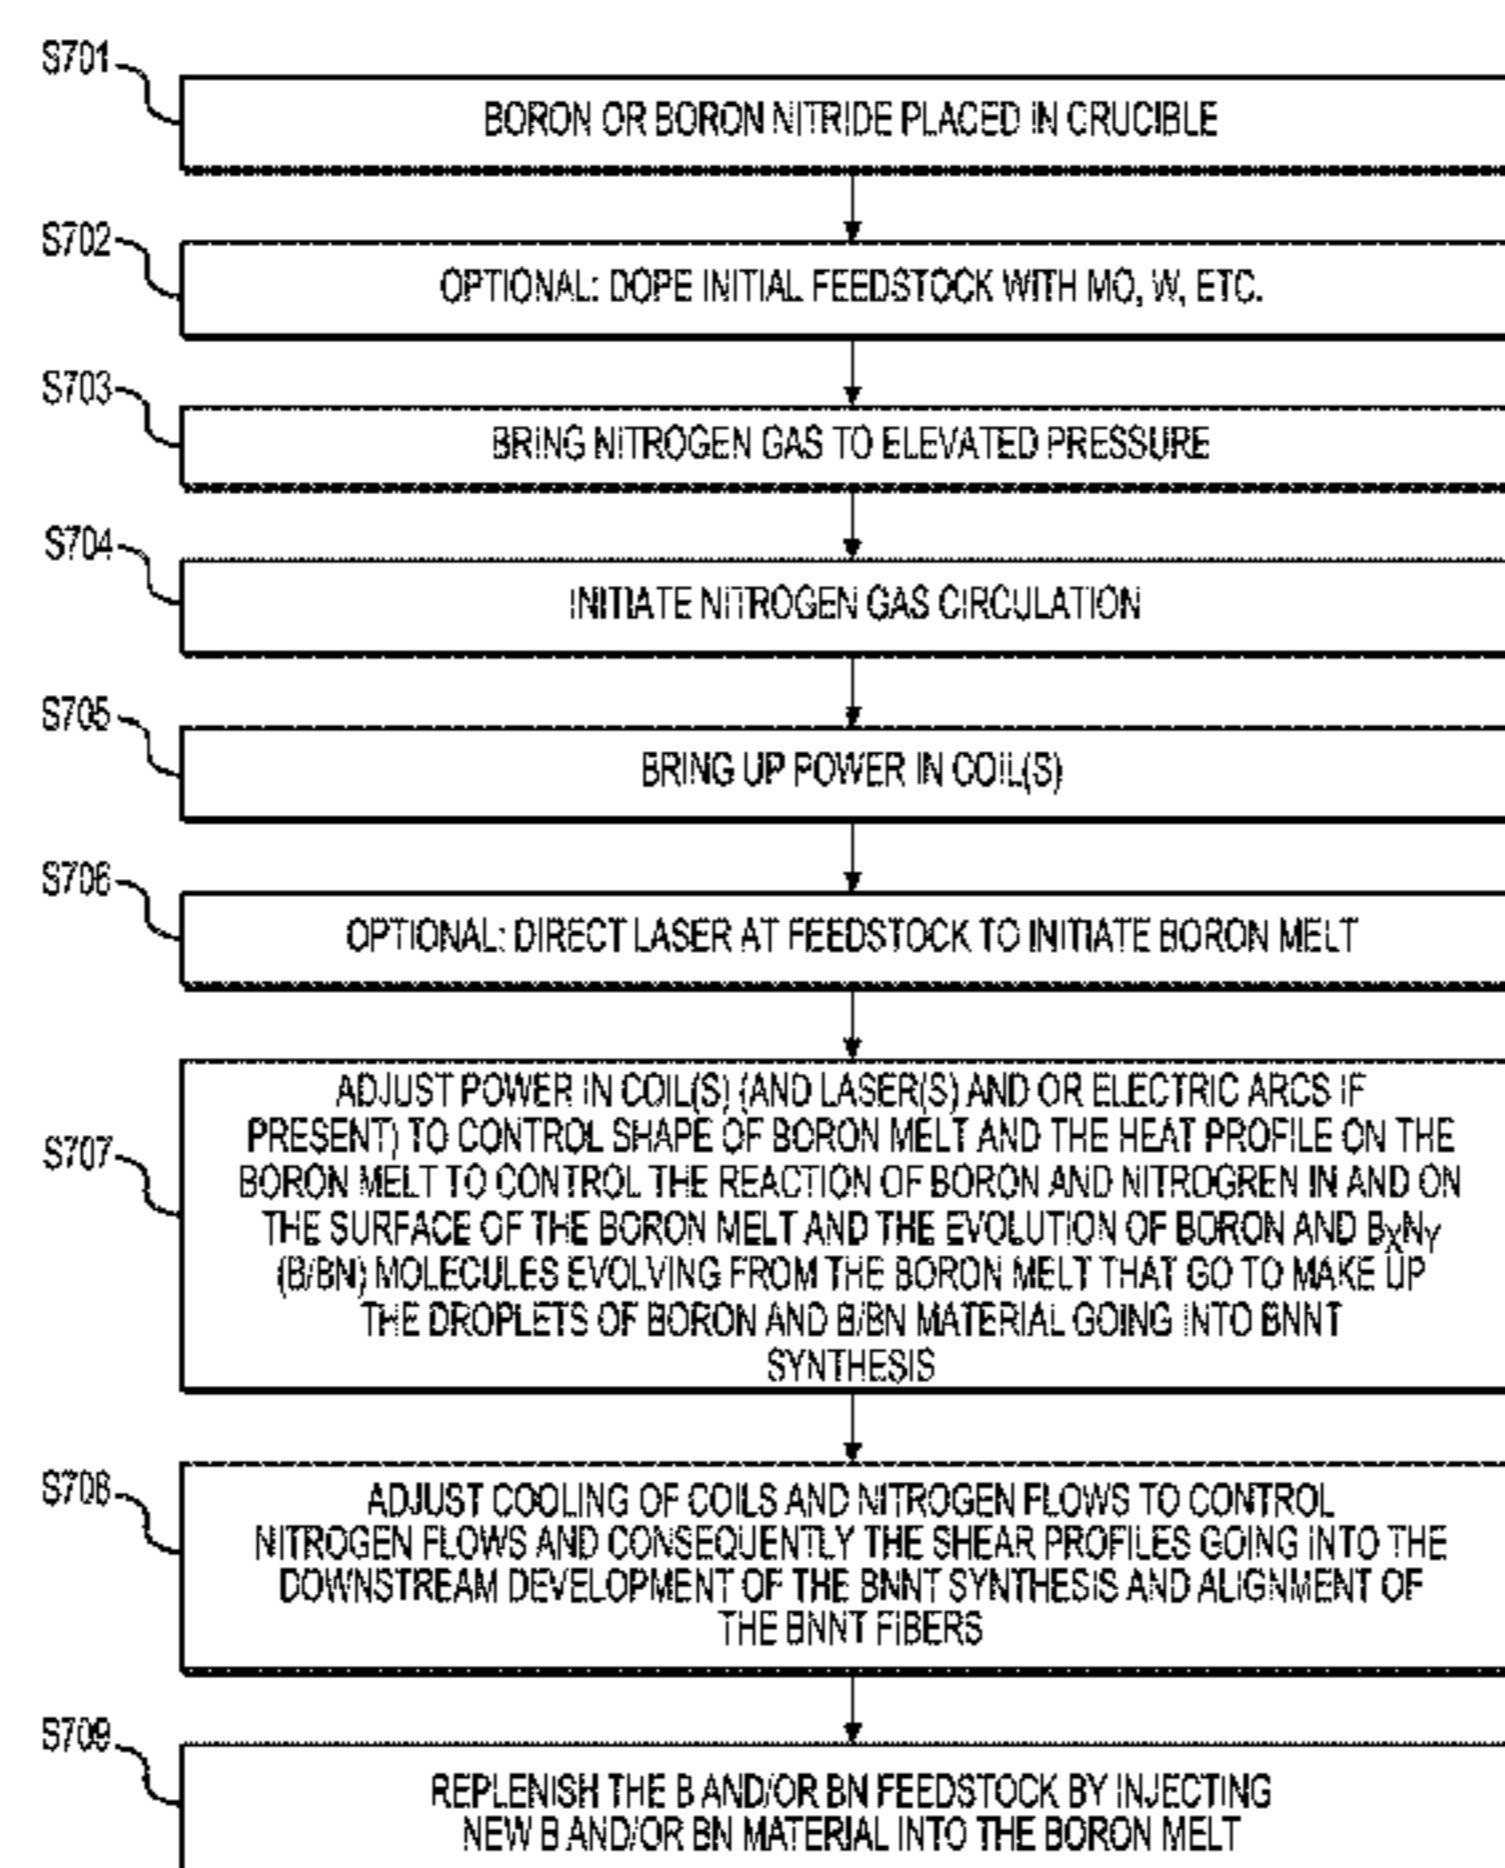 S701
BORON OR BORON NITRIDE PLACED IN CRUCIBLE
S702
OPTIONAL: DOPE INITIAL FEEDSTOCK WITH MO, W, ETC.
S703
BRING NITROGEN GAS TO ELEVATED PRESSURE
S704
INITIATE NITROGEN GAS CIRCULATION
S705
BRING UP POWER IN COIL(S)
S706
OPTIONAL: DIRECT LASER AT FEEDSTOCK TO INITIATE BORON MELT
S707
ADJUST POWER IN COIL(S) (AND LASER(S) AND OR ELECTRIC ARCS IF
PRESENT) TO CONTROL SHAPE OF BORON MELT AND THE HEAT PROFILE ON THE
BORON MELT TO CONTROL THE REACTION OF BORON AND NITROGREN IN AND ON
THE SURFACE OF THE BORON MELT AND THE EVOLUTION OF BORON AND BXNY
(B/BN) MOLECULES EVOLVING FROM THE BORON MELT THAT GO TO MAKE UP
THE DROPLETS OF BORON AND B/BN MATERIAL GOING INTO BNNT
SYNTHESIS
S708
ADJUST COOLING OF COILS AND NITROGEN FLOWS TO CONTROL
NITROGEN FLOWS AND CONSEQUENTLY THE SHEAR PROFILES GOING INTO THE
DOWNSTREAM DEVELOPMENT OF THE BNNT SYNTHESIS AND ALIGNMENT OF
THE BNNT FIBERS
S709
REPLENISH THE B AND/OR BN FEEDSTOCK BY INJECTING
NEW B AND/OR BN MATERIAL INTO THE BORON MELT